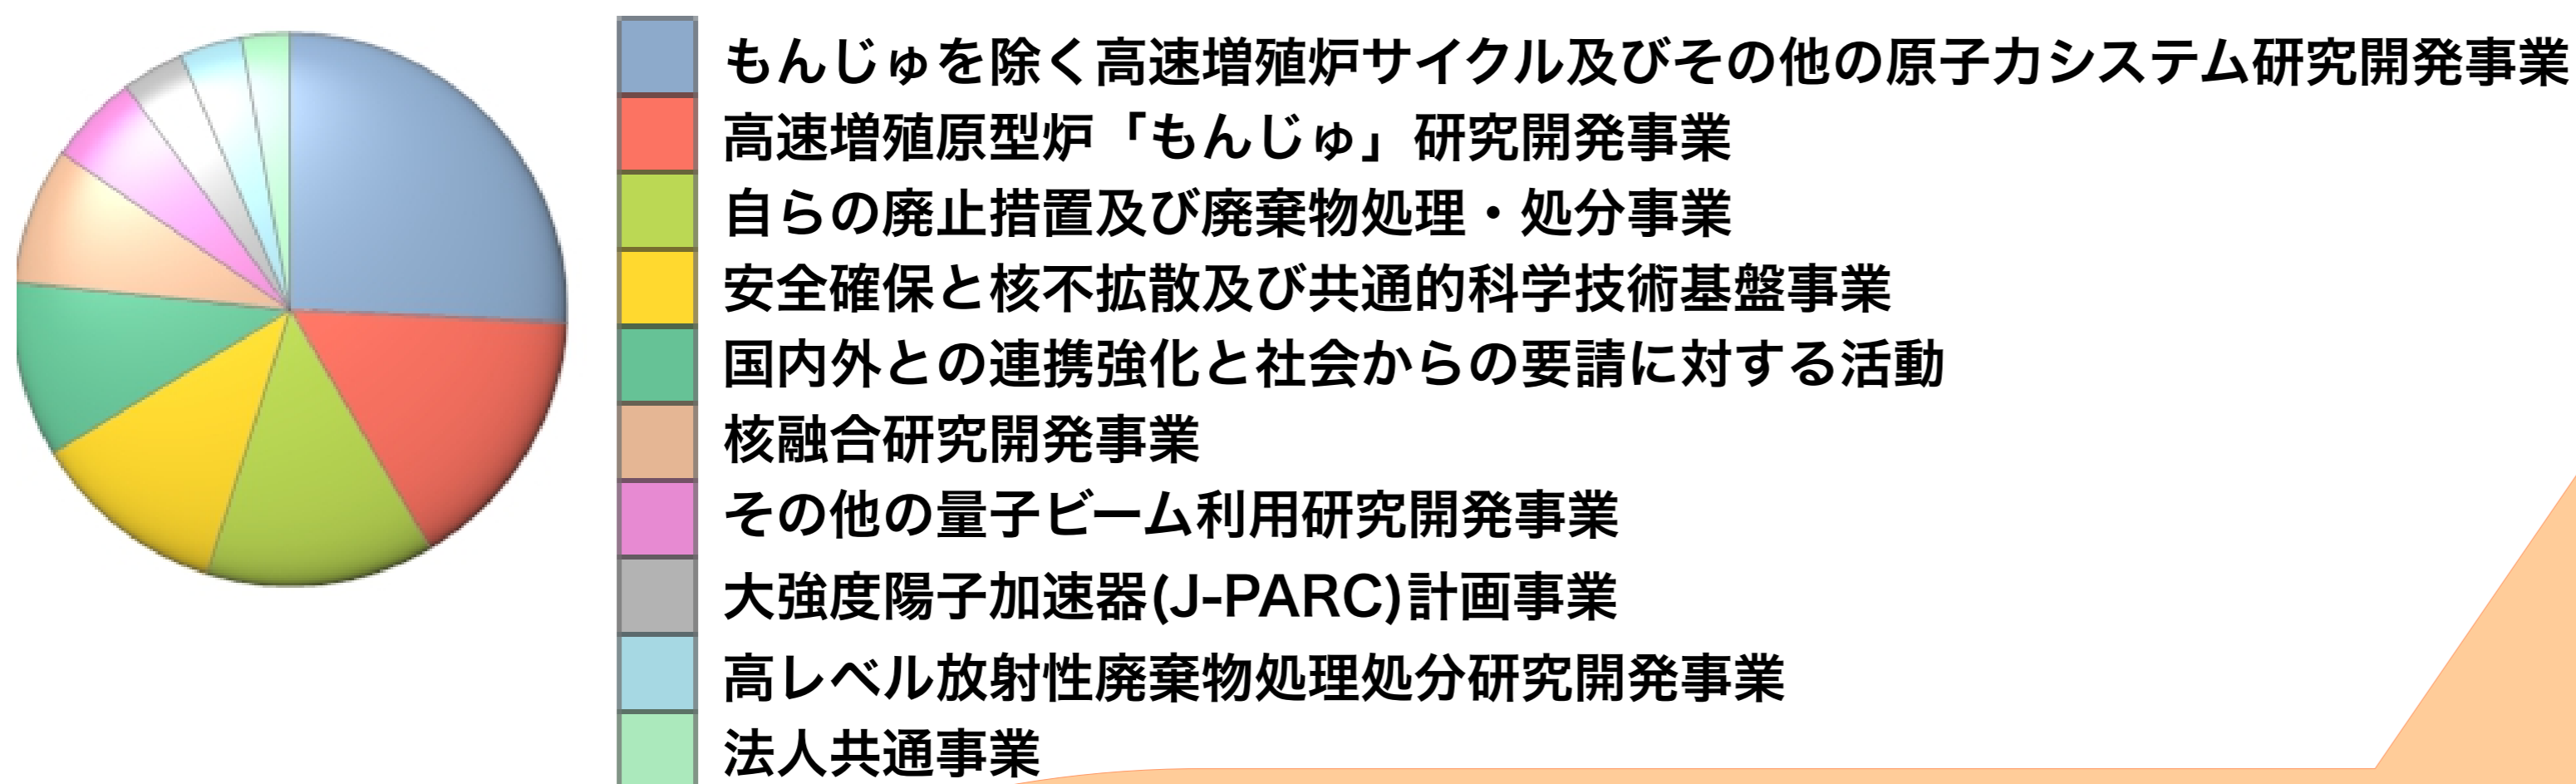 もんじゅを除く高速増殖炉サイクル及びその他の原子力システム研究開発事業
高速増殖原型炉「もんじゅ」研究開発事業
自らの廃止措置及び廃棄物処理・処分事業
安全確保と核不拡散及び共通的科学技術基盤事業
国内外との連携強化と社会からの要請に対する活動
核融合研究開発事業
その他の量子ビーム利用研究開発事業
大強度陽子加速器(J-PARC)計画事業
高レベル放射性廃棄物処理処分研究開発事業
法人共通事業